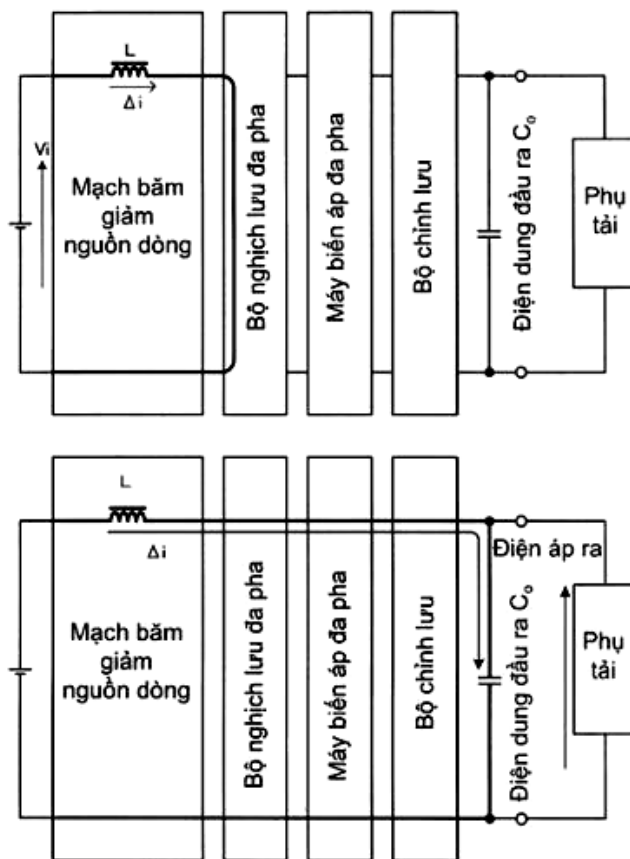 L
Δi
Vi
Mạch băm
giảm
nguồn dòng
Bộ nghịch lưu đa pha
Máy biến áp đa pha
Bộ chỉnh lưu
Điện dung đầu ra Cₒ
Phụ
tải
L
Δi
Mạch băm
giảm
nguồn dòng
Bộ nghịch lưu đa pha
Máy biến áp đa pha
Bộ chỉnh lưu
Điện áp ra
Điện dung đầu ra Cₒ
Phụ
tải